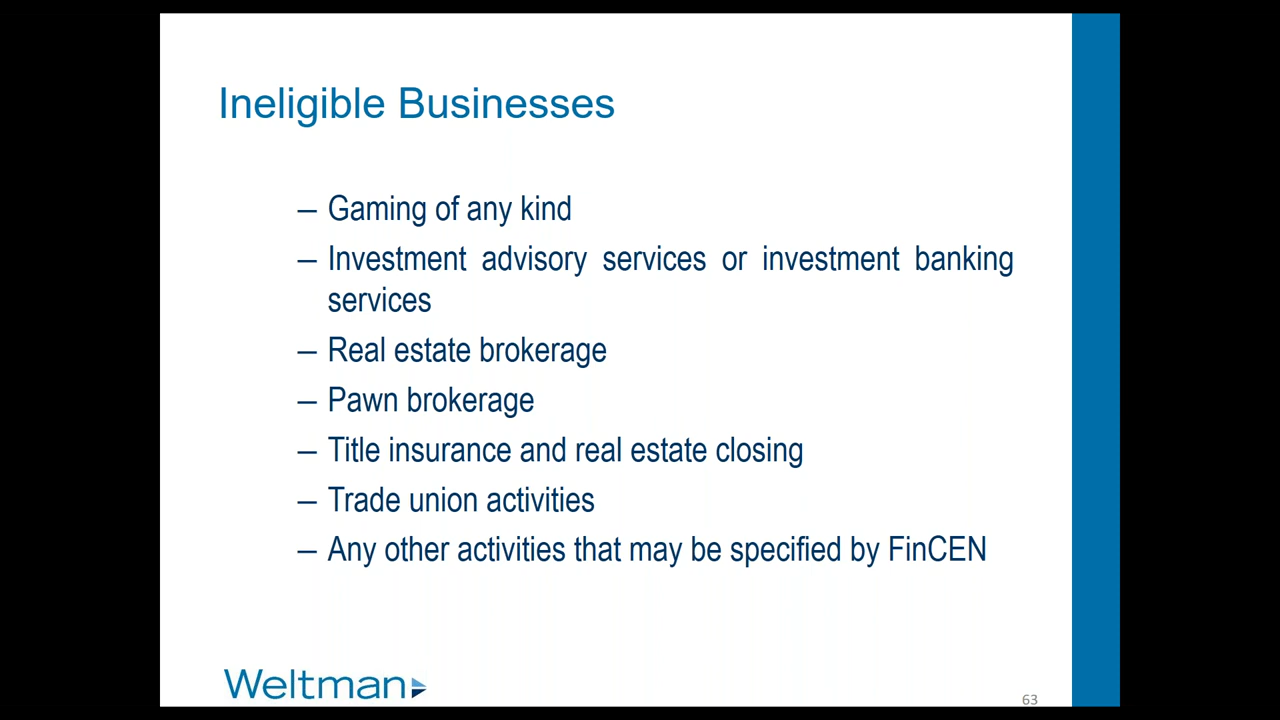 Ineligible Businesses
– Gaming of any kind
– Investment advisory services or investment banking
services
– Real estate brokerage
– Pawn brokerage
– Title insurance and real estate closing
– Trade union activities
– Any other activities that may be specified by FinCEN
Weltman
63